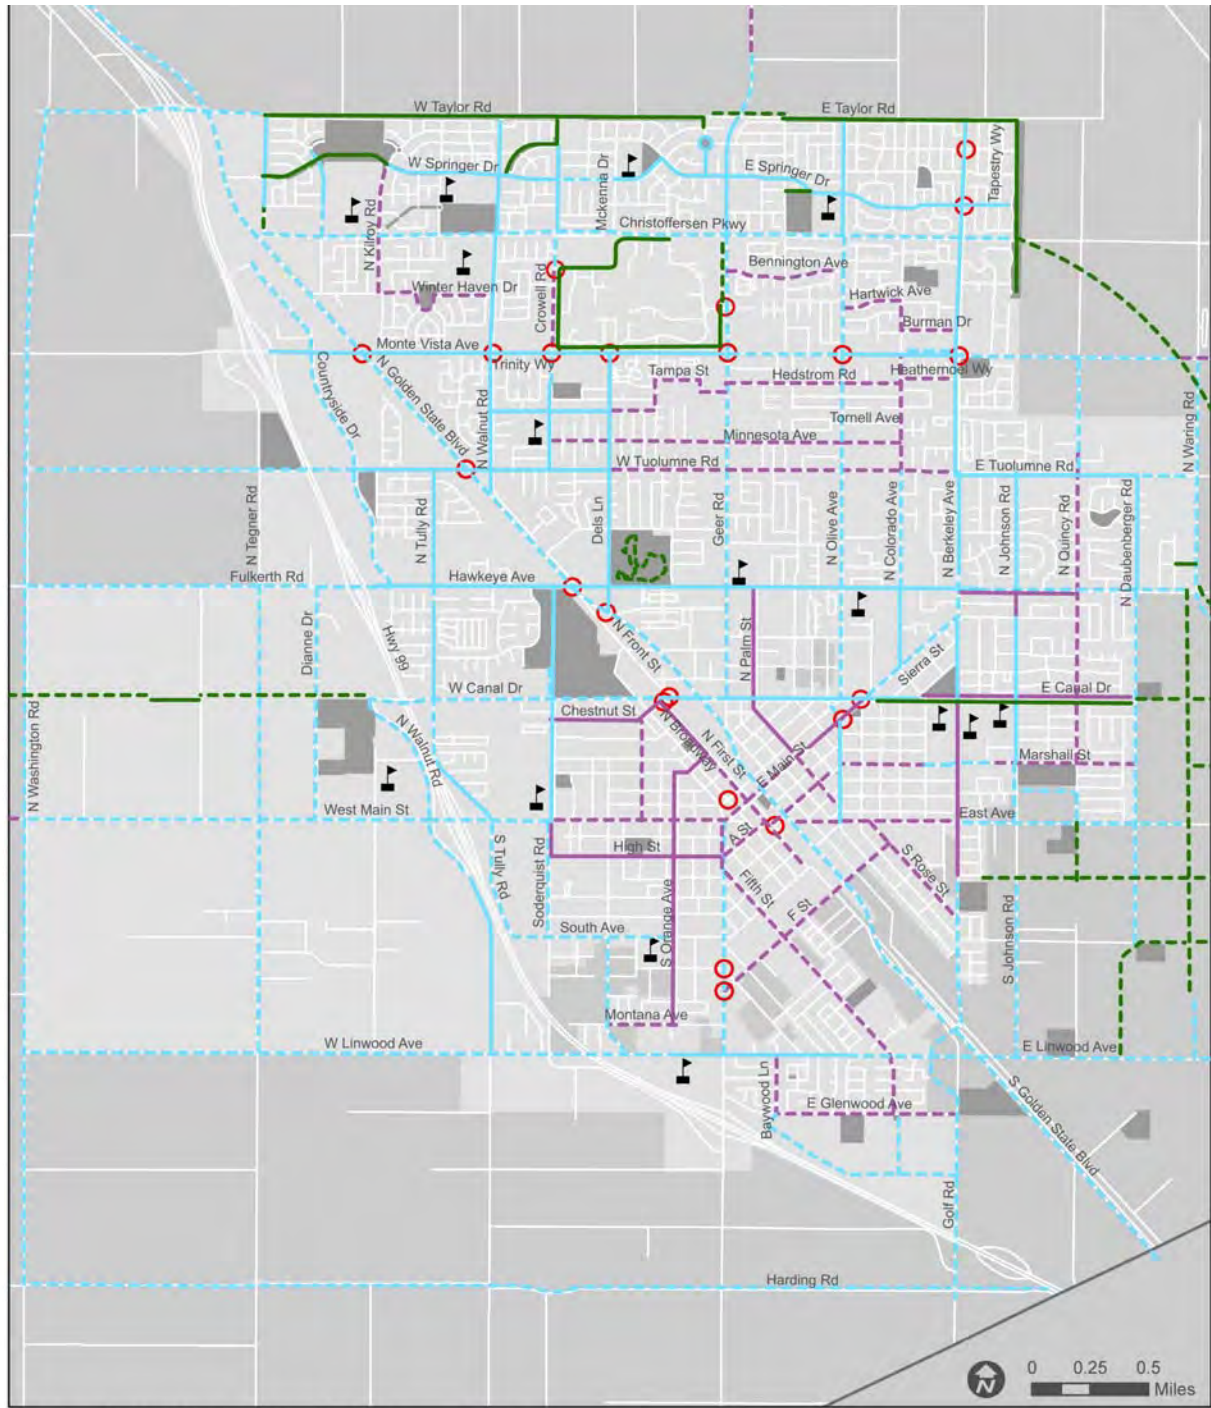 W Taylor Rd
E Taylor Rd
W Springer Dr
Mckenna Dr
E Springer Dr
Tapestry Wy
N Kilroy Rd
Christoffersen Pkwy
Winter Haven Dr
Crowell Rd
Bennington Ave
Hartwick Ave
Burman Dr
Monte Vista Ave
Trinity Wy
Countryside Dr
N Golden State Blvd
N Walnut Rd
Tampa St
Hedstrom Rd
Heathernoel Wy
Tornell Ave
Minnesota Ave
W Tuolumne Rd
E Tuolumne Rd
N Waring Rd
N Tegner Rd
N Tully Rd
Dels Ln
Geer Rd
N Olive Ave
N Colorado Ave
N Berkeley Ave
N Johnson Rd
N Quincy Rd
N Daubenberger Rd
Fulkerth Rd
Hawkeye Ave
Dianne Dr
Hwy 99
N Front St
N Palm St
Sierra St
W Canal Dr
E Canal Dr
N Washington Rd
N Walnut Rd
Chestnut St
N Broadway
N First St
E Main St
Marshall St
West Main St
East Ave
S Tully Rd
Soderquist Rd
High St
A St
Fifth St
F St
S Rose St
South Ave
S Orange Ave
S Johnson Rd
Montana Ave
W Linwood Ave
E Linwood Ave
Baywood Ln
E Glenwood Ave
S Golden State Blvd
Golf Rd
Harding Rd
N
0 0.25 0.5
Miles